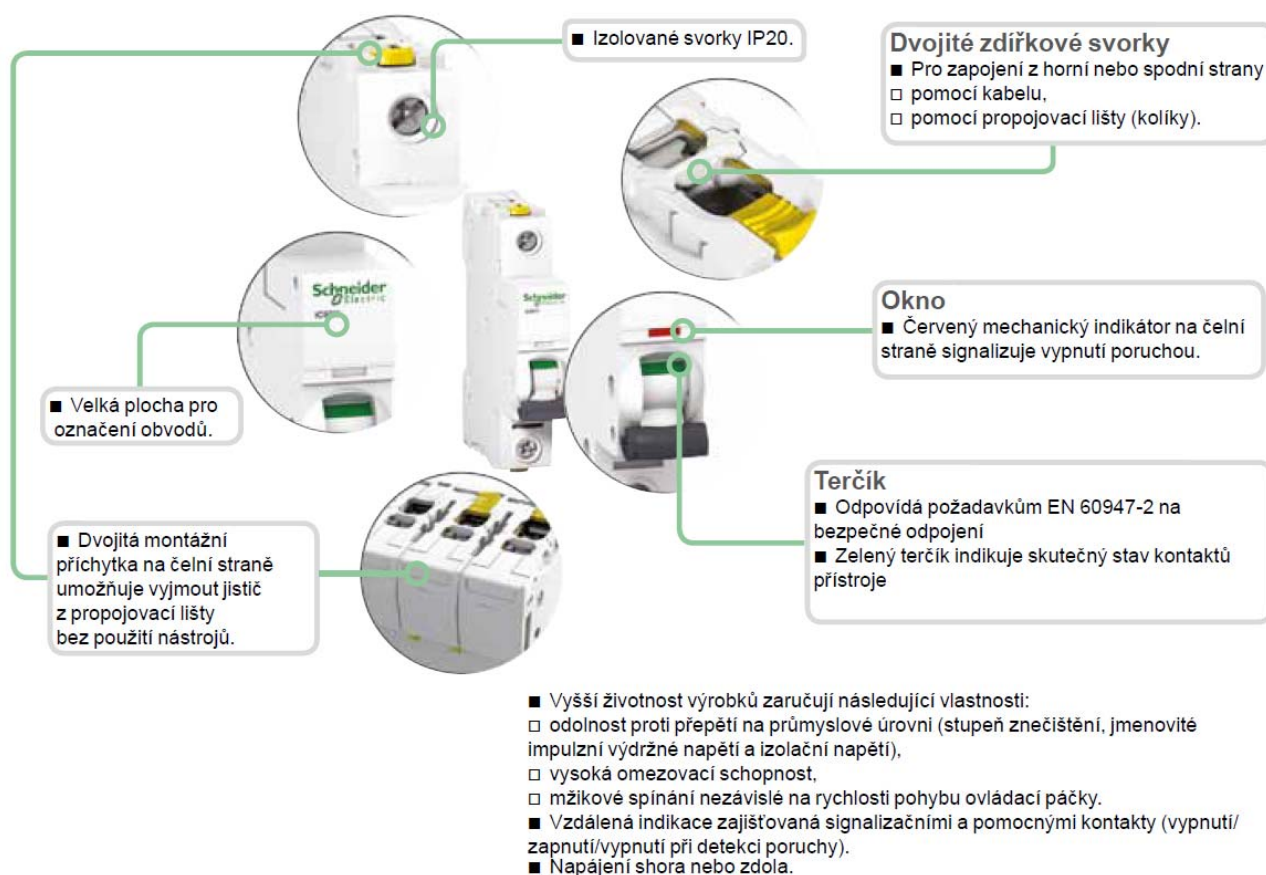 ■ Izolované svorky IP20.
Dvojité zdířkové svorky
■ Pro zapojení z horní nebo spodní strany
□ pomocí kabelu,
□ pomocí propojovací lišty (kolíky).
Schneider
Electric
Schneider
Electric
Okno
■ Červený mechanický indikátor na čelní
straně signalizuje vypnutí poruchou.
■ Velká plocha pro
označení obvodů.
Terčík
■ Odpovídá požadavkům EN 60947-2 na
bezpečné odpojení
■ Zelený terčík indikuje skutečný stav kontaktů
přístroje
■ Dvojitá montážní
příchytka na čelní straně
umožňuje vyjmout jistič
z propojovací lišty
bez použití nástrojů.
■ Vyšší životnost výrobků zaručují následující vlastnosti:
□ odolnost proti přepětí na průmyslové úrovni (stupeň znečištění, jmenovité
impulzní výdržné napětí a izolační napětí),
□ vysoká omezovací schopnost,
□ mžikové spínání nezávislé na rychlosti pohybu ovládací páčky.
■ Vzdálená indikace zajišťovaná signalizačními a pomocnými kontakty (vypnutí/
zapnutí/vypnutí při detekci poruchy).
■ Napájení shora nebo zdola.